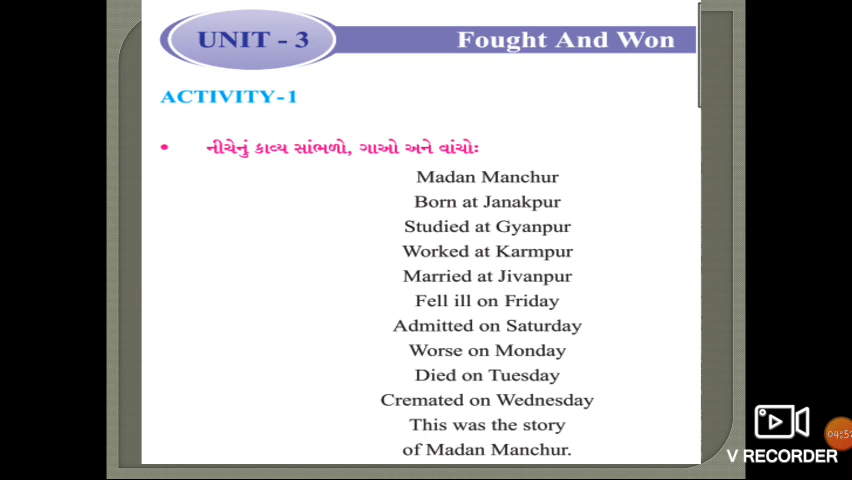 UNIT - 3
Fought And Won
ACTIVITY-1
• નીચેનું કાવ્ય સાંભળો, ગાઓ અને વાંચોઃ
Madan Manchur
Born at Janakpur
Studied at Gyanpur
Worked at Karmpur
Married at Jivanpur
Fell ill on Friday
Admitted on Saturday
Worse on Monday
Died on Tuesday
Cremated on Wednesday
This was the story
of Madan Manchur.
V RECORDER